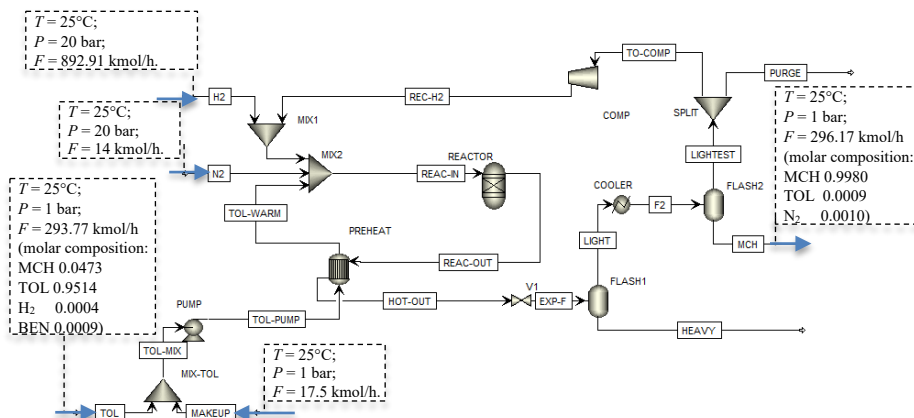 T = 25°C;
P = 20 bar;
F = 892.91 kmol/h.
H2
T = 25°C;
P = 20 bar;
F = 14 kmol/h.
N2
T = 25°C;
P = 1 bar;
F = 293.77 kmol/h
(molar composition:
MCH 0.0473
TOL 0.9514
H₂ 0.0004
BEN 0.0009)
TOL
MIX-TOL
MAKEUP
T = 25°C;
P = 1 bar;
F = 17.5 kmol/h.
TOL-MIX
PUMP
TOL-PUMP
PREHEAT
TOL-WARM
MIX1
MIX2
REC-H2
REAC-IN
REACTOR
REAC-OUT
HOT-OUT
V1
EXP-F
FLASH1
HEAVY
LIGHT
COOLER
F2
FLASH2
MCH
LIGHTEST
SPLIT
PURGE
TO-COMP
COMP
T = 25°C;
P = 1 bar;
F = 296.17 kmol/h
(molar composition:
MCH 0.9980
TOL 0.0009
N₂ 0.0010)